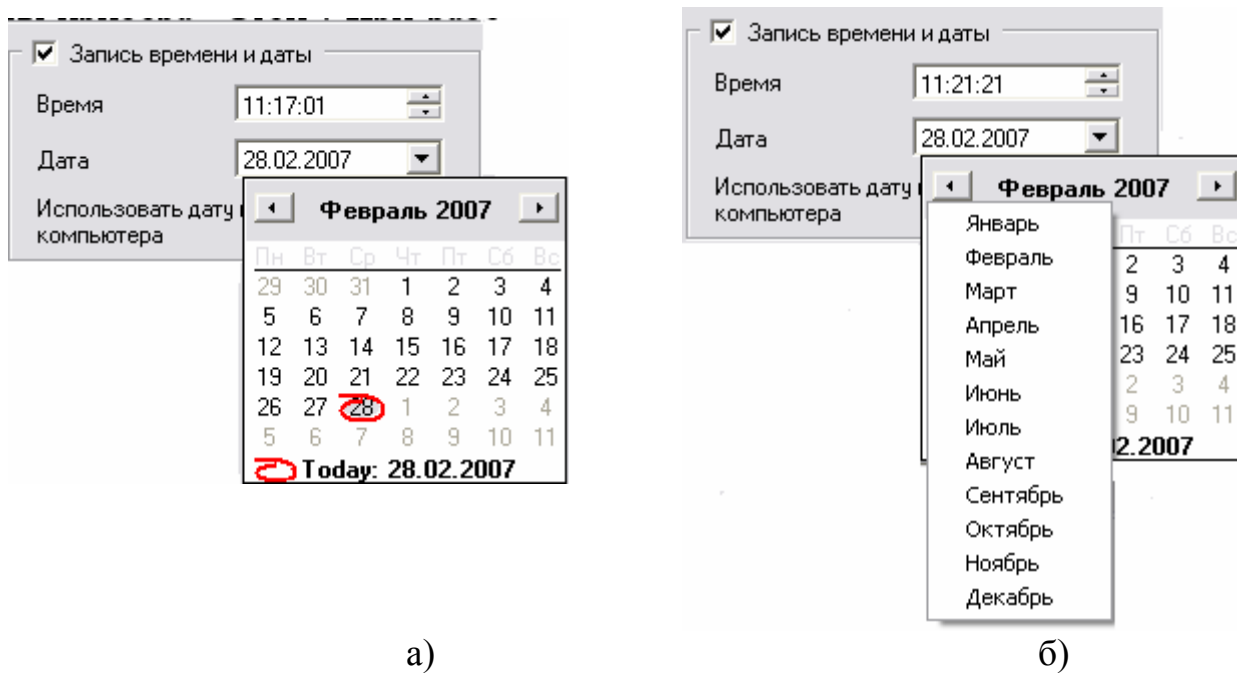 Запись времени и даты
Время 11:17:01
Дата 28.02.2007
Использовать дату
компьютера
Февраль 2007
Пн Вт Ср Чт Пт Сб Вс
29 30 31 1 2 3 4
5 6 7 8 9 10 11
12 13 14 15 16 17 18
19 20 21 22 23 24 25
26 27 28 1 2 3 4
5 6 7 8 9 10 11
Today: 28.02.2007
а)
Запись времени и даты
Время 11:21:21
Дата 28.02.2007
Использовать дату
компьютера
Февраль 2007
Январь
Февраль
Март
Апрель
Май
Июнь
Июль
Август
Сентябрь
Октябрь
Ноябрь
Декабрь
Пт Сб Вс
2 3 4
9 10 11
16 17 18
23 24 25
2 3 4
9 10 11
2.2007
б)